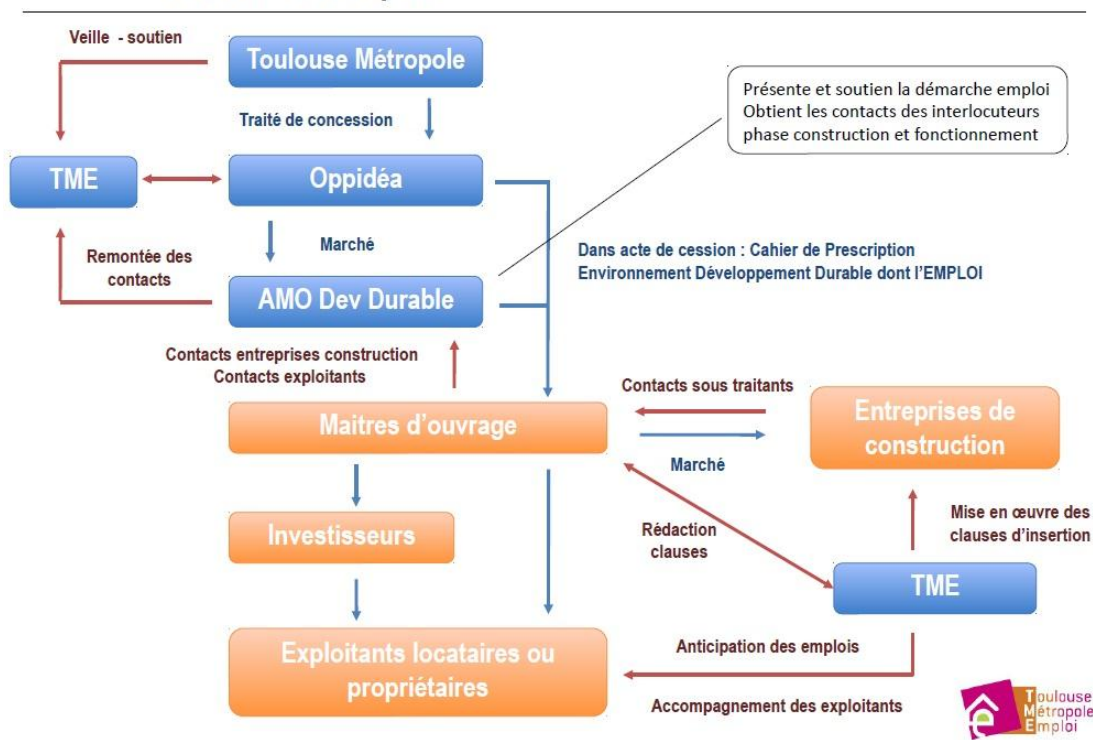 Veille - soutien
Toulouse Métropole
Présente et soutien la démarche emploi
Obtient les contacts des interlocuteurs
phase construction et fonctionnement
Traité de concession
TME
Oppidéa
Marché
Remontée des
contacts
Dans acte de cession : Cahier de Prescription
Environnement Développement Durable dont l'EMPLOI
AMO Dev Durable
Contacts entreprises construction
Contacts exploitants
Contacts sous traitants
Maitres d'ouvrage
Entreprises de
construction
Marché
Mise en œuvre des
clauses d'insertion
Investisseurs
Rédaction
clauses
TME
Exploitants locataires ou
propriétaires
Anticipation des emplois
Accompagnement des exploitants
Toulouse
Métropole
Emploi